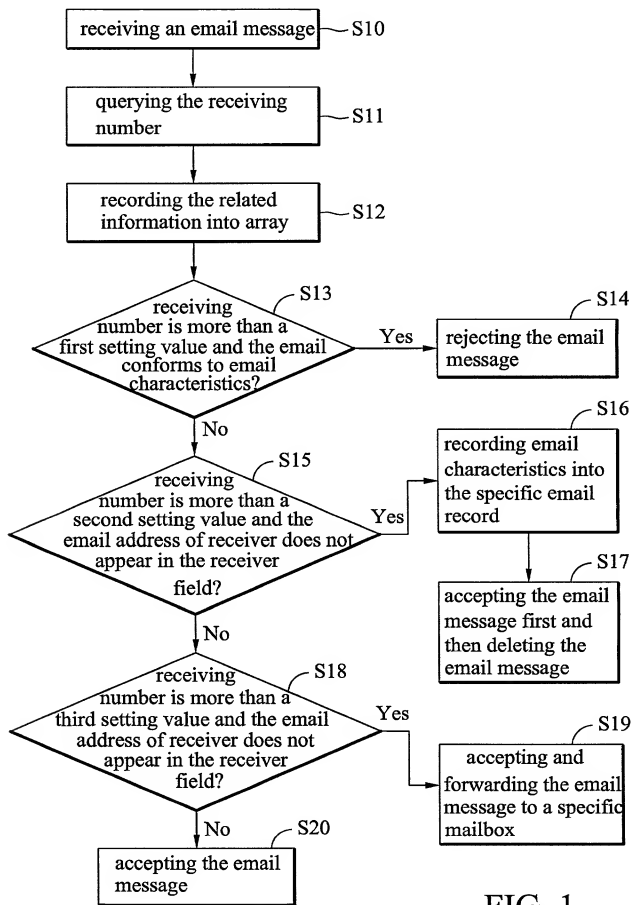 receiving an email message
S10
querying the receiving
number
S11
recording the related
information into array
S12
S13
receiving
number is more than a
first setting value and the email
conforms to email
characteristics?
Yes
S14
rejecting the email
message
No
S15
receiving
number is more than a
second setting value and the
email address of receiver does not
appear in the receiver
field?
Yes
S16
recording email
characteristics into
the specific email
record
S17
accepting the email
message first and
then deleting the
email message
No
S18
receiving
number is more than a
third setting value and the email
address of receiver does not
appear in the receiver
field?
Yes
S19
accepting and
forwarding the email
message to a specific
mailbox
No
S20
accepting the email
message
FIG. 1